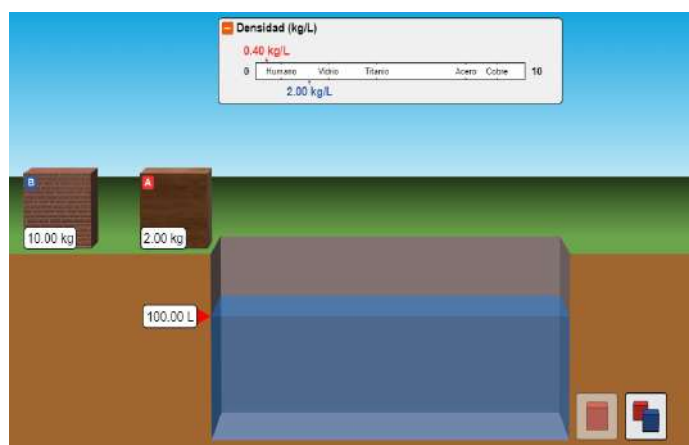 Densidad (kg/L)
0.40 kg/L
0 Humano Vidrio Titanio Acero Cobre 10
2.00 kg/L
B
A
10.00 kg
2.00 kg
100.00 L